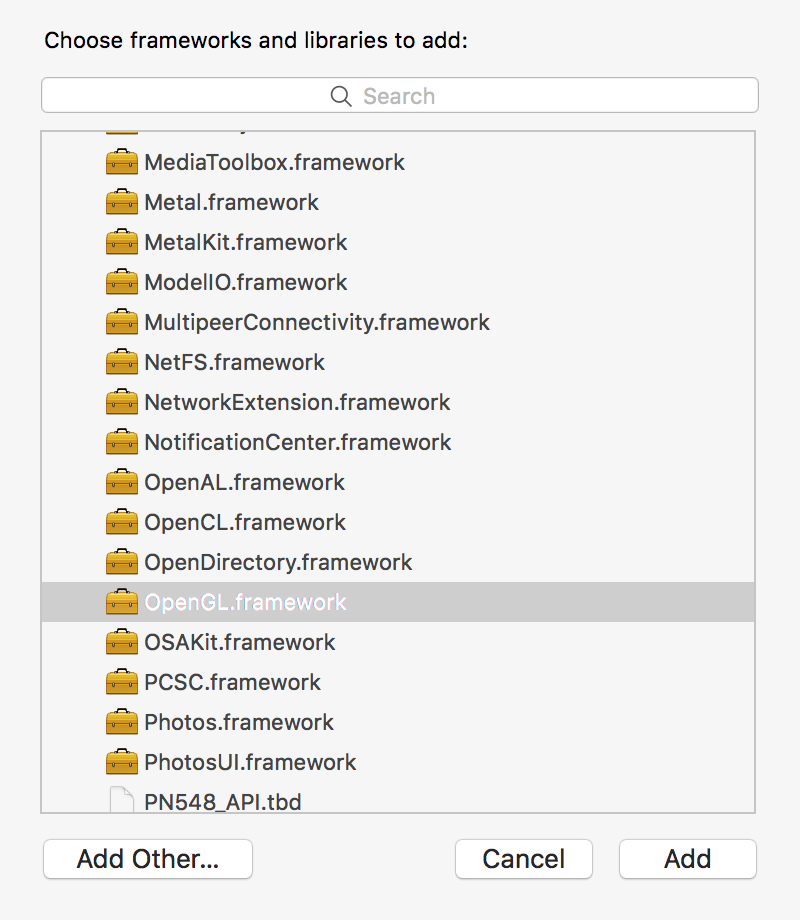 Choose frameworks and libraries to add:
Search
MediaToolbox.framework
Metal.framework
MetalKit.framework
ModelIO.framework
MultipeerConnectivity.framework
NetFS.framework
NetworkExtension.framework
NotificationCenter.framework
OpenAL.framework
OpenCL.framework
OpenDirectory.framework
OpenGL.framework
OSAKit.framework
PCSC.framework
Photos.framework
PhotosUI.framework
PN548_API.tbd
Add Other... Cancel Add